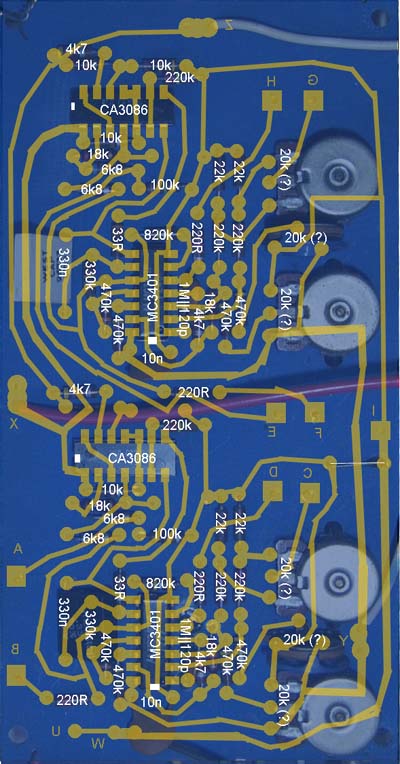 Z
4k7
10k
10k
220k
H
G
CA3086
10k
18k
6k8
6k8
100k
22k
22k
20k (?)
330n
33R
820k
220R
220k
220k
20k (?)
330k
470k
470k
MC3401
1M||120p
18k
4k7
470k
470k
20k (?)
10n
4k7
220R
X
E
F
I
220k
CA3086
10k
18k
6k8
6k8
100k
D
C
22k
22k
20k (?)
A
330n
33R
820k
220R
220k
220k
330k
470k
470k
MC3401
1M||120p
18k
4k7
470k
470k
20k (?)
Y
B
220R
10n
20k (?)
U
W